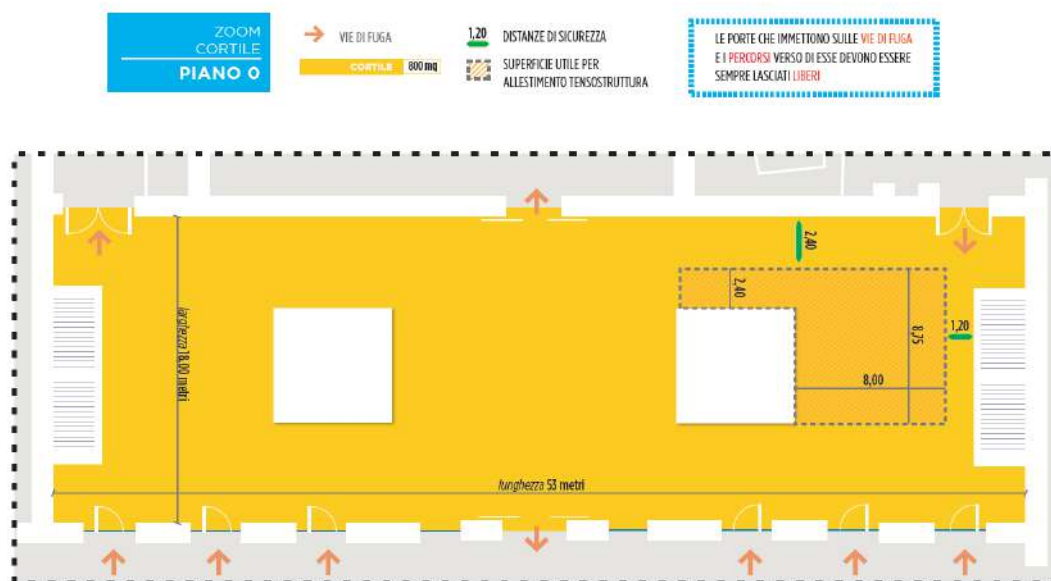 ZOOM
CORTILE
PIANO 0
VIE DI FUGA
CORTILE 800 mq
1,20 DISTANZE DI SICUREZZA
SUPERFICIE UTILE PER
ALLESTIMENTO TENSOSTRUTTURA
LE PORTE CHE IMMETTONO SULLE VIE DI FUGA
E I PERCORSI VERSO DI ESSE DEVONO ESSERE
SEMPRE LASCIATI LIBERI
2,40
2,40
8,75
1,20
8,00
larghezza 18.00 metri
lunghezza 53 metri